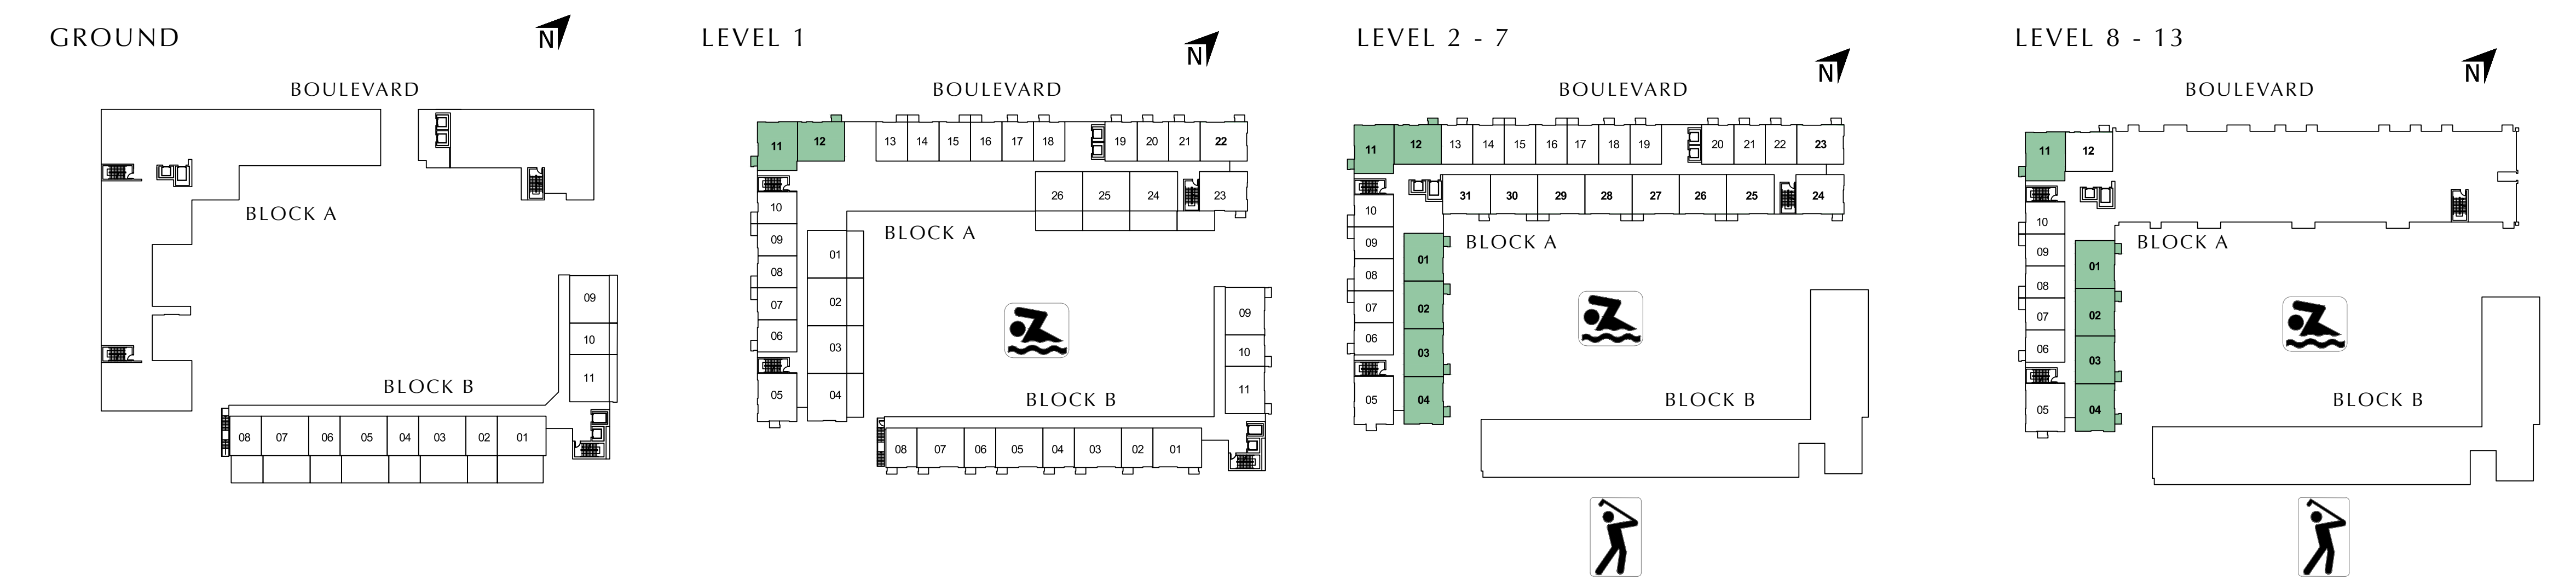 GROUND
N
BOULEVARD
BLOCK A
09
10
11
BLOCK B
08 07 06 05 04 03 02 01
LEVEL 1
N
BOULEVARD
11 12 13 14 15 16 17 18 19 20 21 22
26 25 24 23
10
09
08
07
06
05
01
02
03
04
BLOCK A
09
10
11
BLOCK B
08 07 06 05 04 03 02 01
LEVEL 2 - 7
N
BOULEVARD
11 12 13 14 15 16 17 18 19 20 21 22 23
31 30 29 28 27 26 25 24
10
09
08
07
06
05
01
02
03
04
BLOCK A
BLOCK B
LEVEL 8 - 13
N
BOULEVARD
11 12
10
09
08
07
06
05
01
02
03
04
BLOCK A
BLOCK B